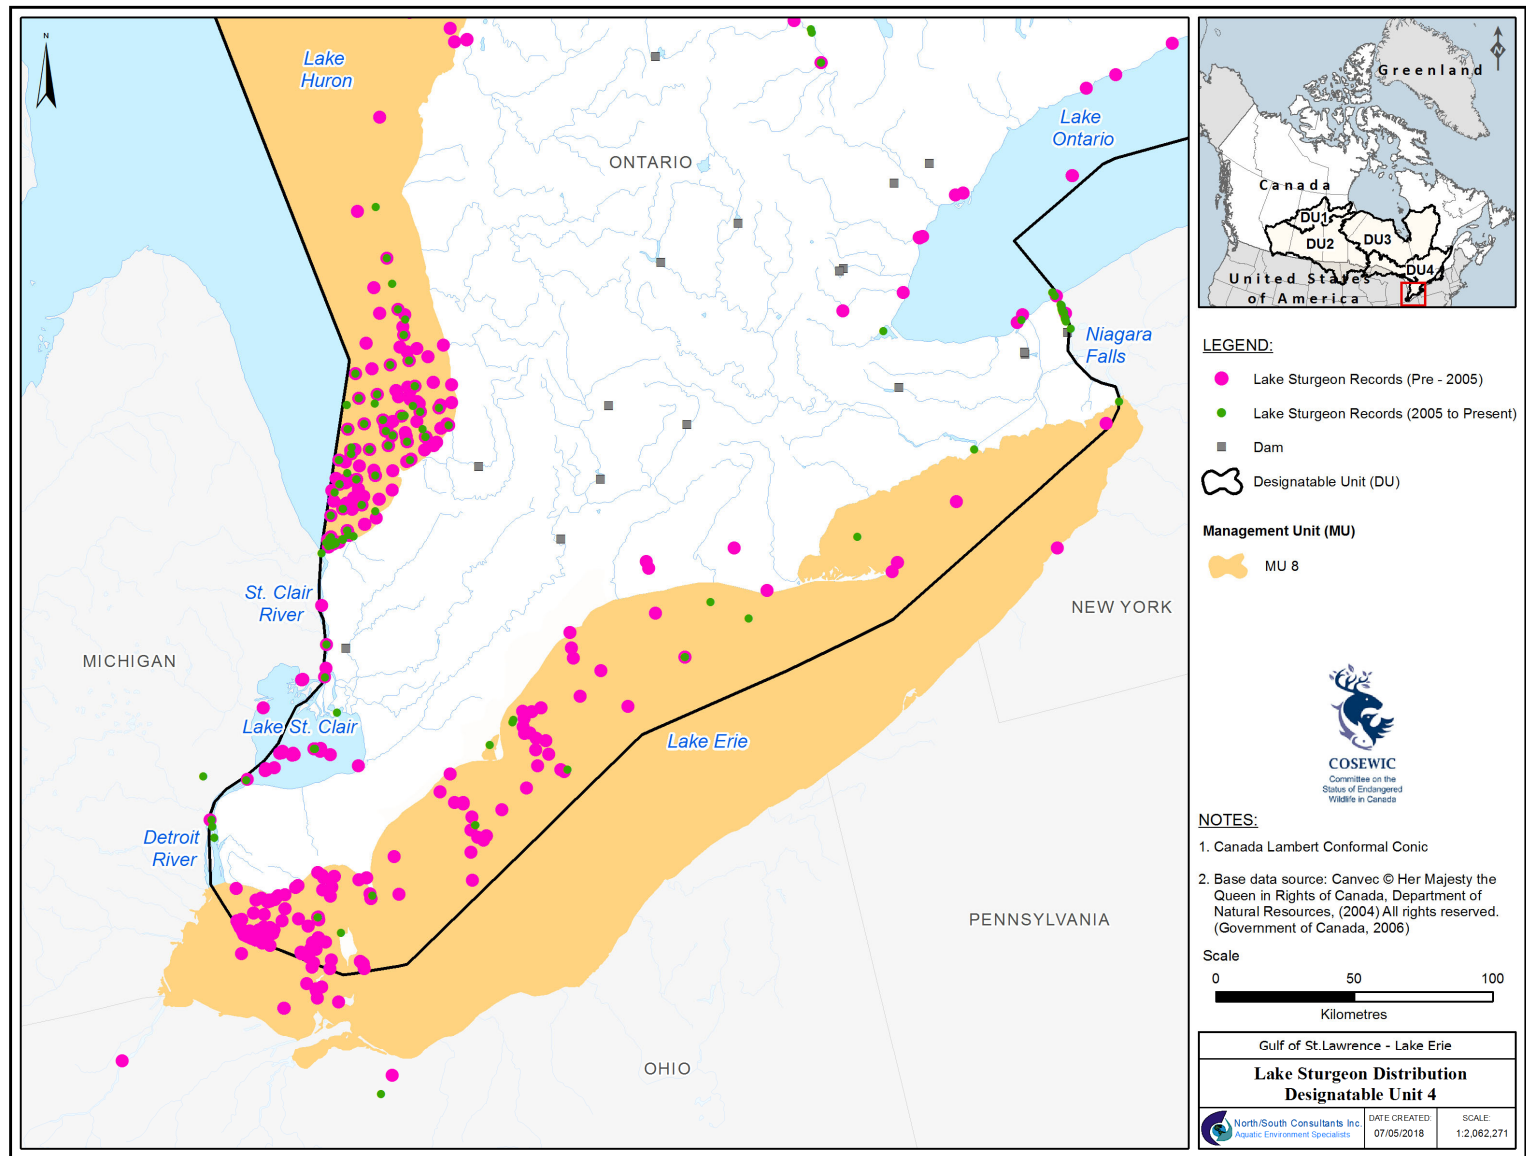 N
Lake
Huron
ONTARIO
Lake
Ontario
Niagara
Falls
St. Clair
River
MICHIGAN
Lake St. Clair
Detroit
River
Lake Erie
NEW YORK
PENNSYLVANIA
OHIO
N
Greenland
Canada
DU1
DU2
DU3
DU4
United States
of America
LEGEND:
Lake Sturgeon Records (Pre - 2005)
Lake Sturgeon Records (2005 to Present)
Dam
Designatable Unit (DU)
Management Unit (MU)
MU 8
COSEWIC
Committee on the
Status of Endangered
Wildlife in Canada
NOTES:
1. Canada Lambert Conformal Conic
2. Base data source: Canvec © Her Majesty the
Queen in Rights of Canada, Department of
Natural Resources, (2004) All rights reserved.
(Government of Canada, 2006)
Scale
0 50 100
Kilometres
Gulf of St.Lawrence - Lake Erie
Lake Sturgeon Distribution
Designatable Unit 4
North/South Consultants Inc.
Aquatic Environment Specialists
DATE CREATED:
07/05/2018
SCALE:
1:2,062,271